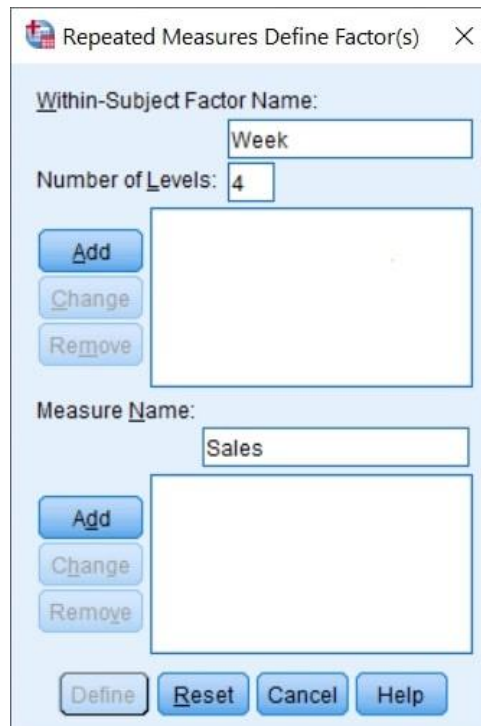 Repeated Measures Define Factor(s)
Within-Subject Factor Name:
Week
Number of Levels: 4
Add
Change
Remove
Measure Name:
Sales
Add
Change
Remove
Define Reset Cancel Help